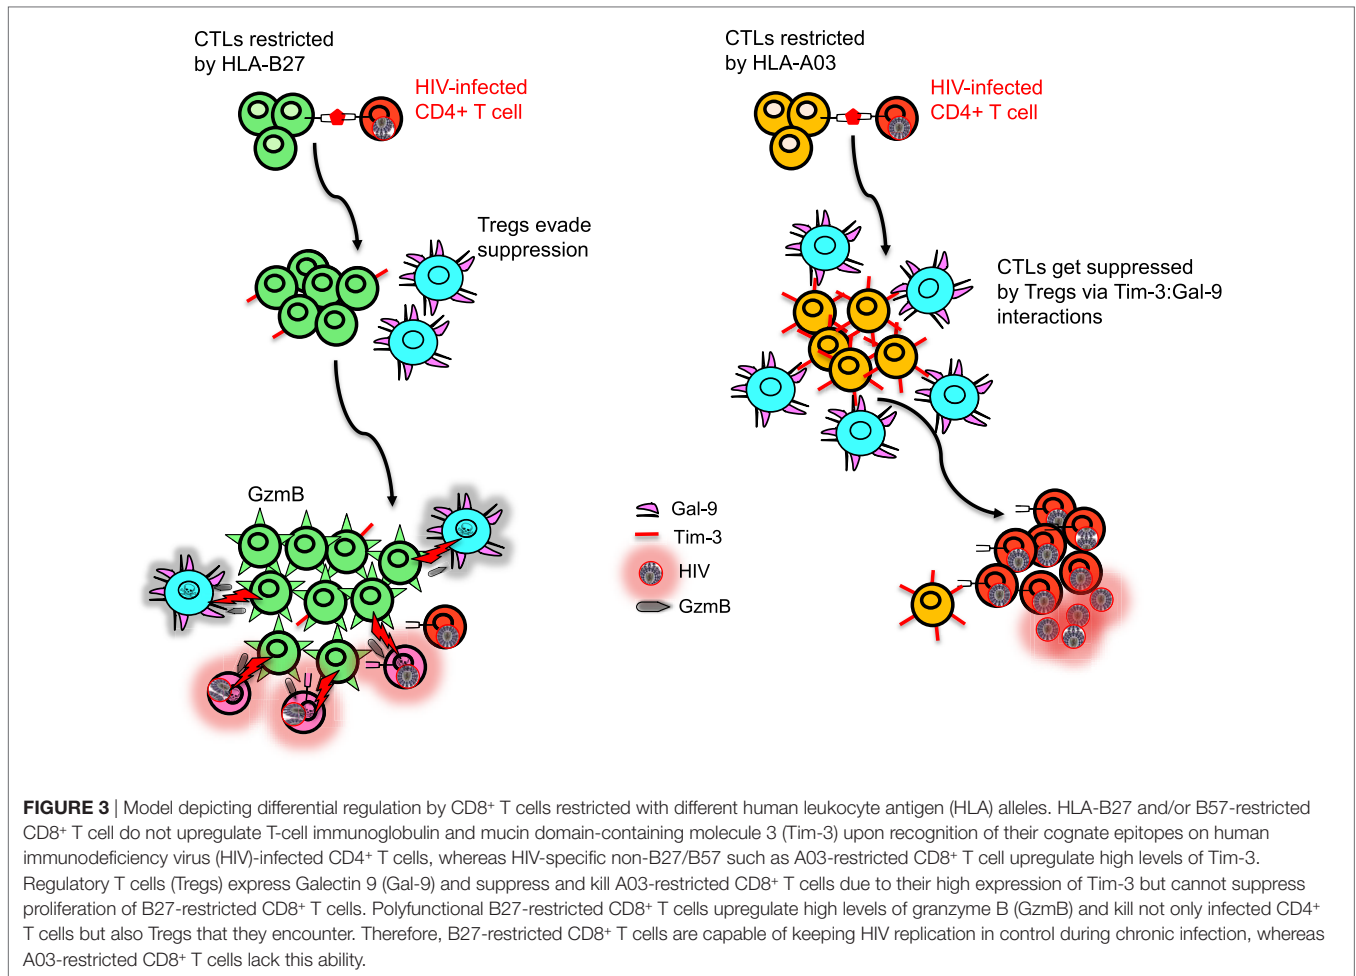 CTLs restricted
by HLA-B27
HIV-infected
CD4+ T cell
Tregs evade
suppression
GzmB
CTLs restricted
by HLA-A03
HIV-infected
CD4+ T cell
CTLs get suppressed
by Tregs via Tim-3:Gal-9
interactions
Gal-9
Tim-3
HIV
GzmB
FIGURE 3 | Model depicting differential regulation by CD8⁺ T cells restricted with different human leukocyte antigen (HLA) alleles. HLA-B27 and/or B57-restricted
CD8⁺ T cell do not upregulate T-cell immunoglobulin and mucin domain-containing molecule 3 (Tim-3) upon recognition of their cognate epitopes on human
immunodeficiency virus (HIV)-infected CD4⁺ T cells, whereas HIV-specific non-B27/B57 such as A03-restricted CD8⁺ T cell upregulate high levels of Tim-3.
Regulatory T cells (Tregs) express Galectin 9 (Gal-9) and suppress and kill A03-restricted CD8⁺ T cells due to their high expression of Tim-3 but cannot suppress
proliferation of B27-restricted CD8⁺ T cells. Polyfunctional B27-restricted CD8⁺ T cells upregulate high levels of granzyme B (GzmB) and kill not only infected CD4⁺
T cells but also Tregs that they encounter. Therefore, B27-restricted CD8⁺ T cells are capable of keeping HIV replication in control during chronic infection, whereas
A03-restricted CD8⁺ T cells lack this ability.